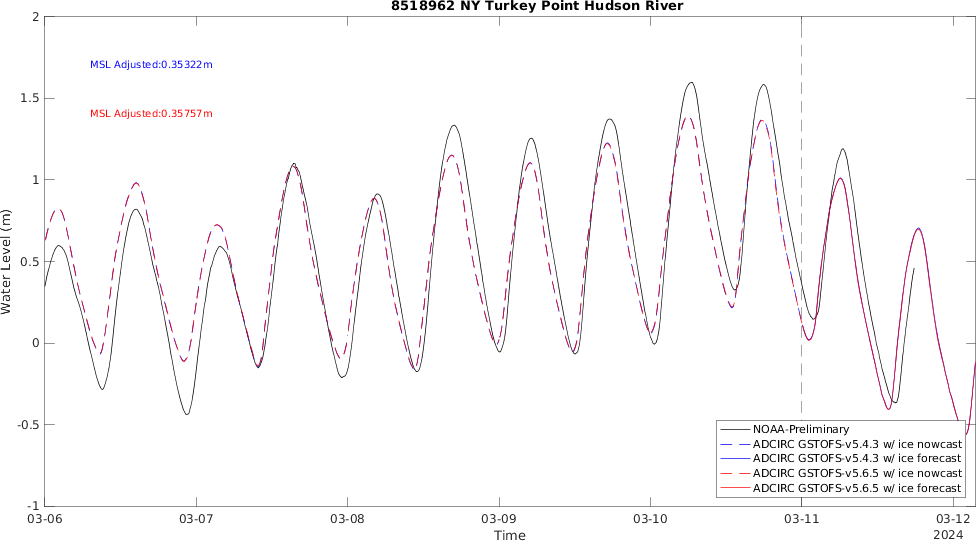 8518962 NY Turkey Point Hudson River
2
1.5
1
0.5
0
-0.5
-1
Water Level (m)
MSL Adjusted:0.35322m
MSL Adjusted:0.35757m
NOAA-Preliminary
ADCIRC GSTOFS-v5.4.3 w/ ice nowcast
ADCIRC GSTOFS-v5.4.3 w/ ice forecast
ADCIRC GSTOFS-v5.6.5 w/ ice nowcast
ADCIRC GSTOFS-v5.6.5 w/ ice forecast
03-06 03-07 03-08 03-09 03-10 03-11 03-12
2024
Time